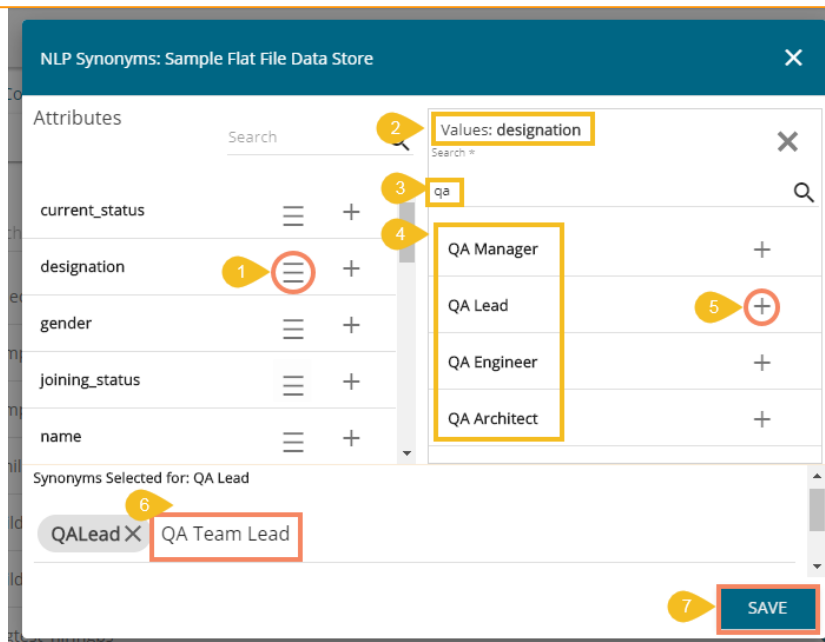 NLP Synonyms: Sample Flat File Data Store
Attributes
Search
2
Values: designation
Search *
3
qa
current_status
4
QA Manager
designation
1
QA Lead
5
gender
QA Engineer
joining_status
QA Architect
name
Synonyms Selected for: QA Lead
6
QALead
QA Team Lead
7
SAVE